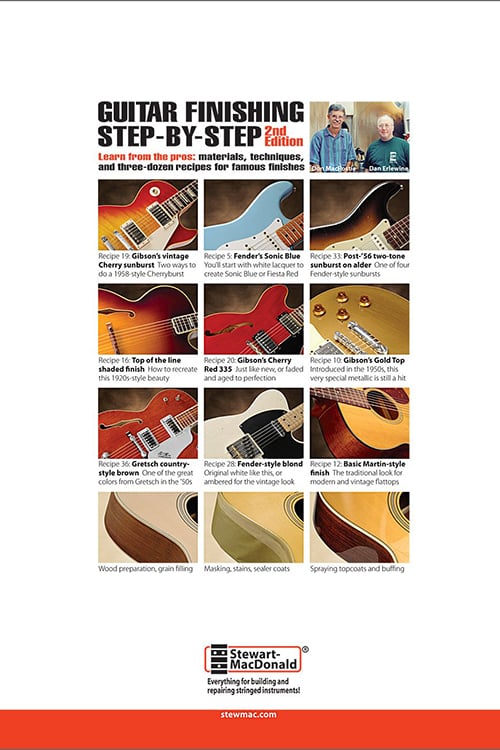 GUITAR FINISHING
STEP-BY-STEP 2nd Edition
Learn from the pros: materials, techniques,
and three-dozen recipes for famous finishes
Don MacRostie Dan Erlewine
Recipe 19: Gibson's vintage
Cherry sunburst Two ways to
do a 1958-style Cherryburst
Recipe 5: Fender's Sonic Blue
You'll start with white lacquer to
create Sonic Blue or Fiesta Red
Recipe 33: Post-'56 two-tone
sunburst on alder One of four
Fender-style sunbursts
Recipe 16: Top of the line
shaded finish How to recreate
this 1920s-style beauty
Recipe 20: Gibson's Cherry
Red 335 Just like new, or faded
and aged to perfection
Recipe 10: Gibson's Gold Top
Introduced in the 1950s, this
very special metallic is still a hit
Recipe 36: Gretsch country-
style brown One of the great
colors from Gretsch in the '50s
Recipe 28: Fender-style blond
Original white like this, or
ambered for the vintage look
Recipe 12: Basic Martin-style
finish The traditional look for
modern and vintage flattops
Wood preparation, grain filling
Masking, stains, sealer coats
Spraying topcoats and buffing
Stewart-
MacDonald®
Everything for building and
repairing stringed instruments!
stewmac.com